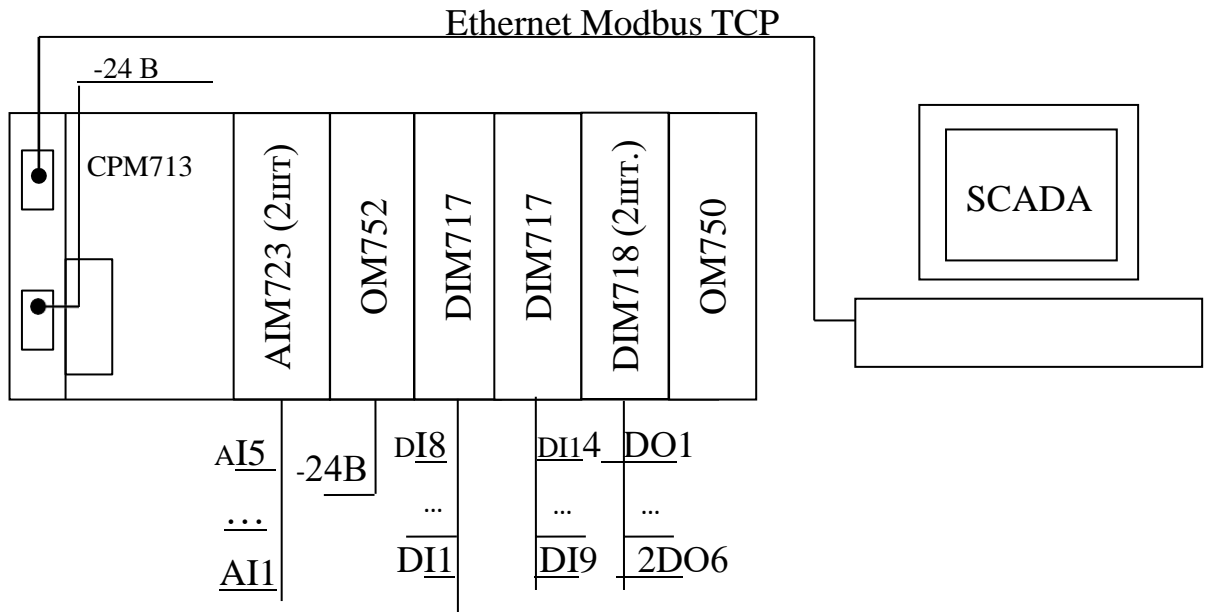 Ethernet Modbus TCP
-24 В
CPM713
AIM723 (2шт)
OM752
DIM717
DIM717
DIM718 (2шт.)
OM750
SCADA
AI5
-24В
DI8
DI14
DO1
...
...
...
...
AI1
DI1
DI9
2DO6